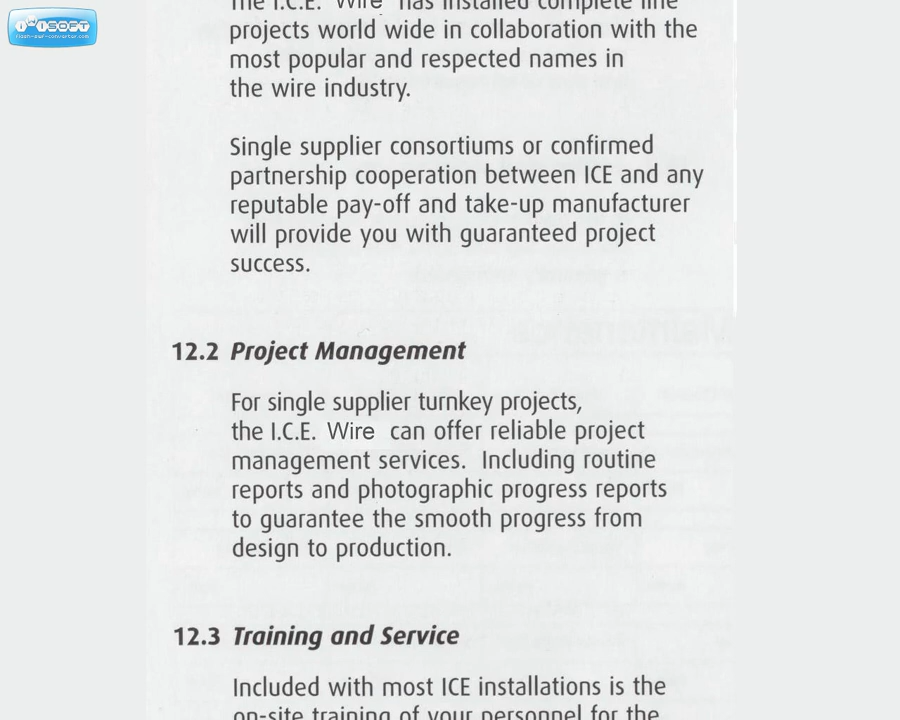 iWiSOFT
flash-swf-converter.com
The I.C.E. Wire has installed complete line
projects world wide in collaboration with the
most popular and respected names in
the wire industry.
Single supplier consortiums or confirmed
partnership cooperation between ICE and any
reputable pay-off and take-up manufacturer
will provide you with guaranteed project
success.
12.2 Project Management
For single supplier turnkey projects,
the I.C.E. Wire can offer reliable project
management services. Including routine
reports and photographic progress reports
to guarantee the smooth progress from
design to production.
12.3 Training and Service
Included with most ICE installations is the
on-site training of your personnel for the